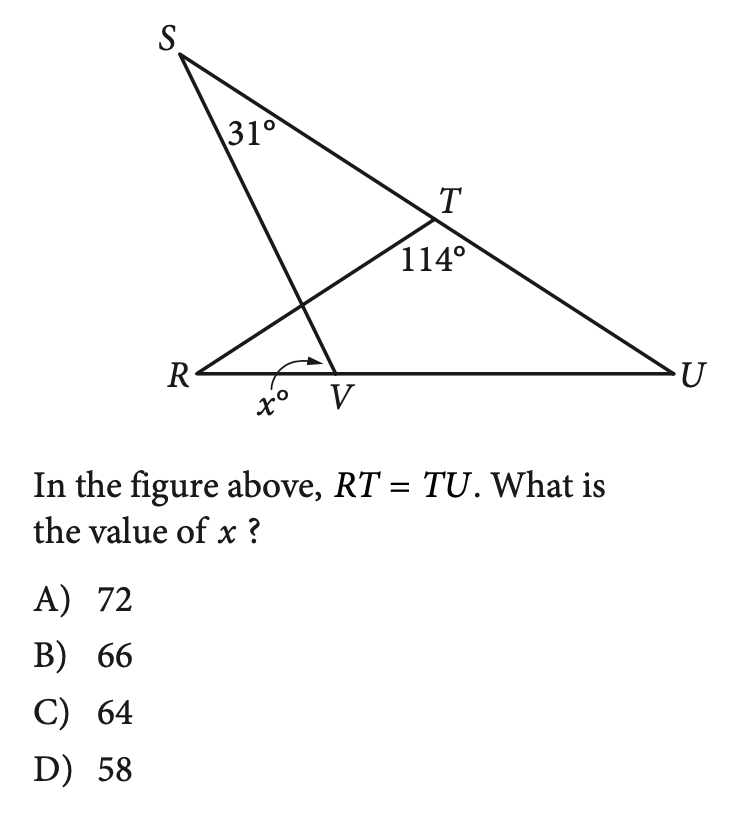 S
31°
T
114°
R
U
x°
V
In the figure above, RT = TU. What is
the value of x ?
A) 72
B) 66
C) 64
D) 58